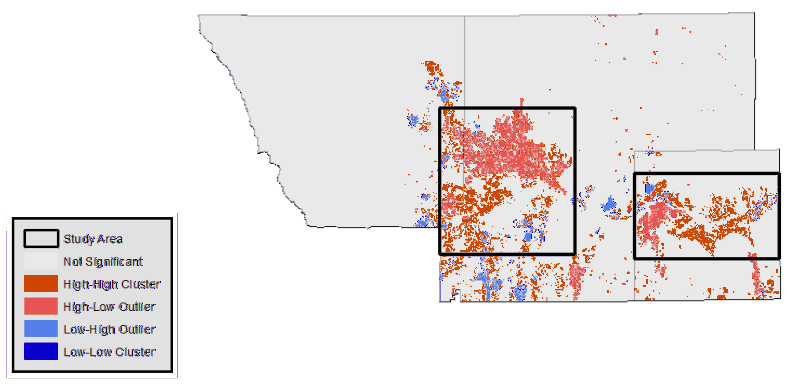 Study Area
Not Significant
High-High Cluster
High-Low Outlier
Low-High Outlier
Low-Low Cluster